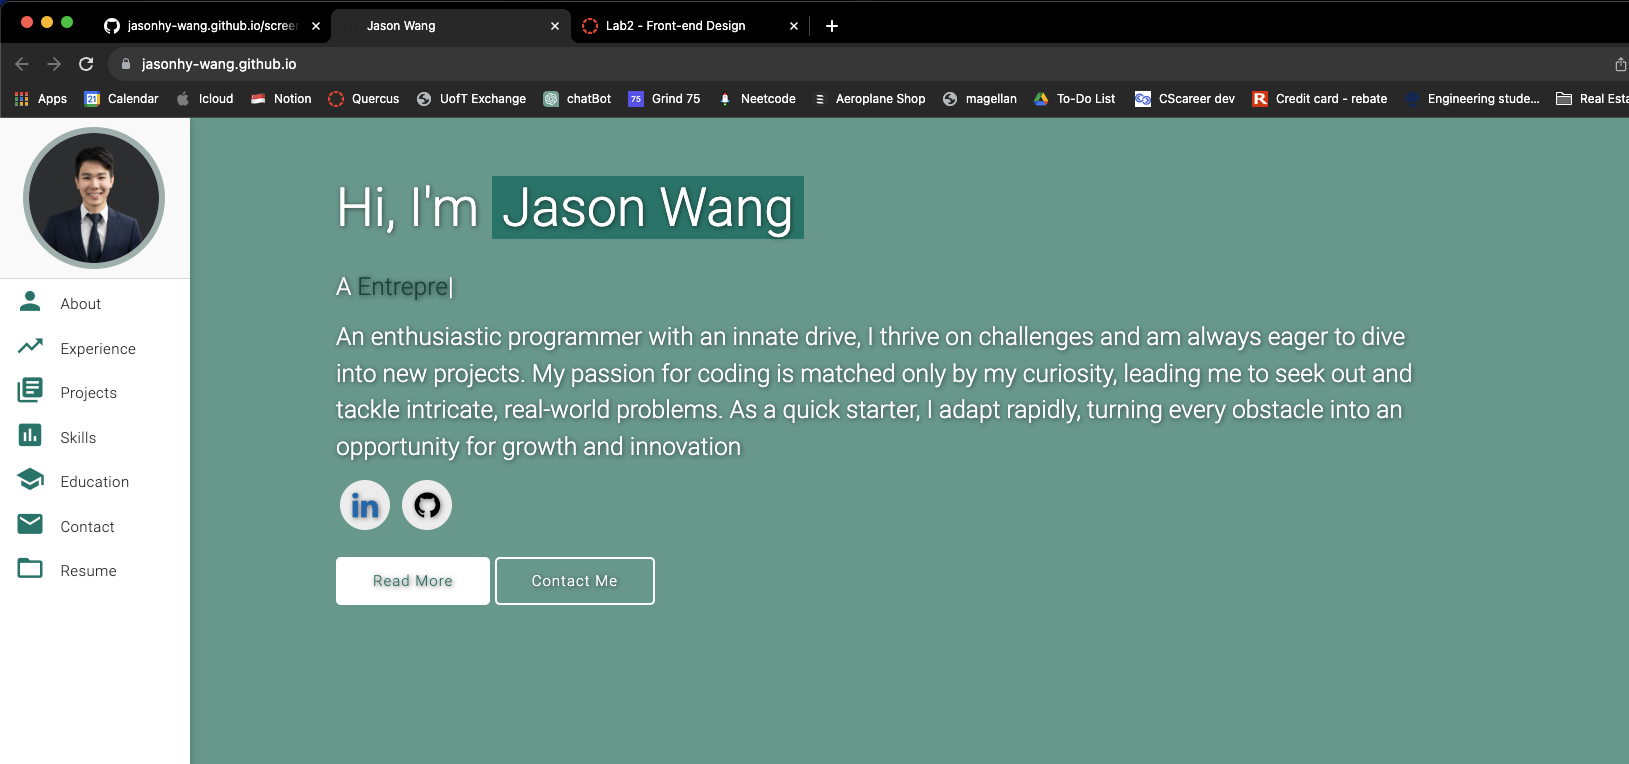 jasonhy-wang.github.io/screer
Jason Wang
Lab2 - Front-end Design
jasonhy-wang.github.io
Apps
21
Calendar
Icloud
Notion
Quercus
UofT Exchange
chatBot
75
Grind 75
Neetcode
Aeroplane Shop
magellan
To-Do List
CScareer dev
R
Credit card - rebate
Engineering stude...
Real Esta
Hi, I'm Jason Wang
A Entrepre|
An enthusiastic programmer with an innate drive, I thrive on challenges and am always eager to dive
into new projects. My passion for coding is matched only by my curiosity, leading me to seek out and
tackle intricate, real-world problems. As a quick starter, I adapt rapidly, turning every obstacle into an
opportunity for growth and innovation
in
Read More
Contact Me
About
Experience
Projects
Skills
Education
Contact
Resume